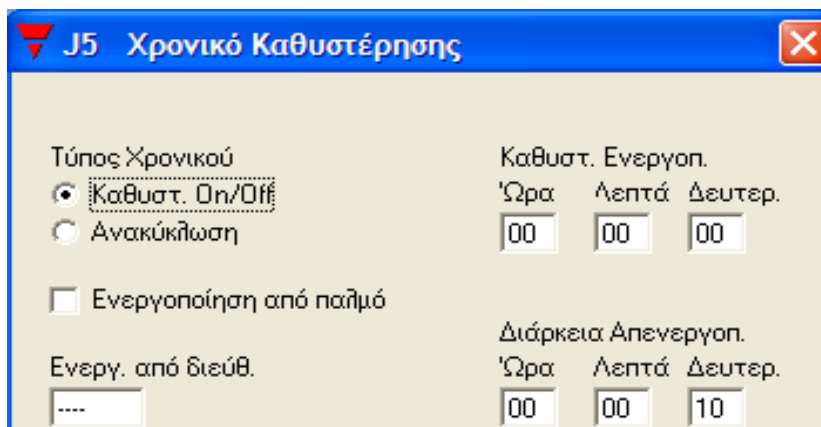 J5 Χρονικό Καθυστέρησης
Τύπος Χρονικού
Καθυστ. On/Off
Ανακύκλωση
Ενεργοποίηση από παλμό
Ενεργ. από διεύθ.
----
Καθυστ. Ενεργοπ.
Ώρα Λεπτά Δευτερ.
00 00 00
Διάρκεια Απενεργοπ.
Ώρα Λεπτά Δευτερ.
00 00 10